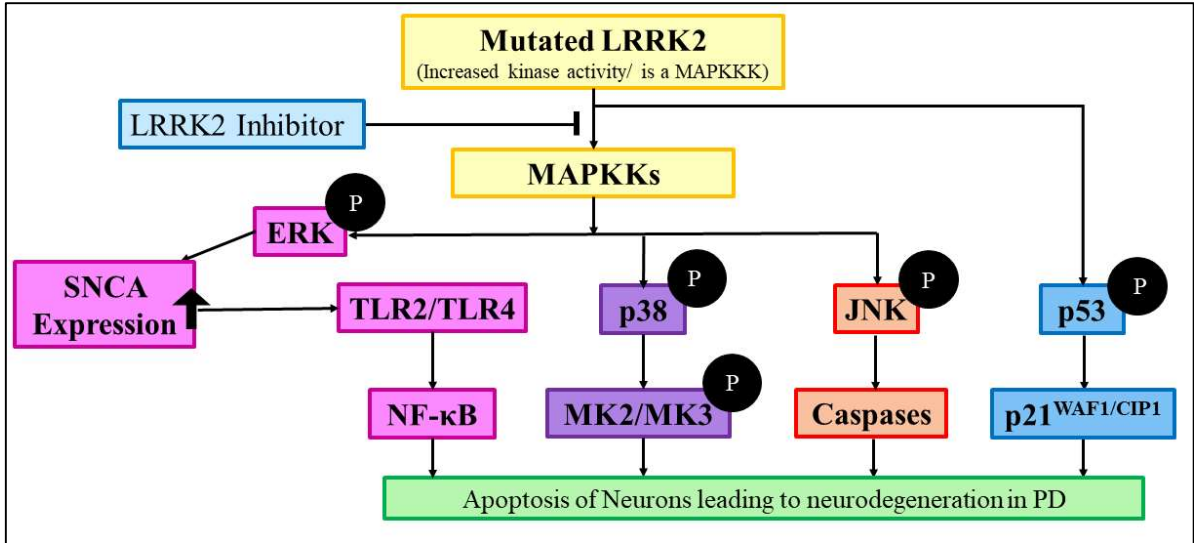 Mutated LRRK2
(Increased kinase activity/ is a MAPKKK)
LRRK2 Inhibitor
MAPKKs
P
ERK
SNCA
Expression
TLR2/TLR4
P
p38
P
JNK
P
p53
NF-κB
P
MK2/MK3
Caspases
p21WAF1/CIP1
Apoptosis of Neurons leading to neurodegeneration in PD